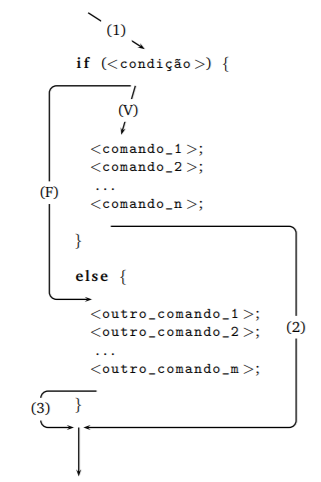 (1)
if (<condição>) {
(V)
<comando_1>;
<comando_2>;
...
(F)
<comando_n>;
}
else {
<outro_comando_1>;
(2)
<outro_comando_2>;
...
<outro_comando_m>;
(3) }